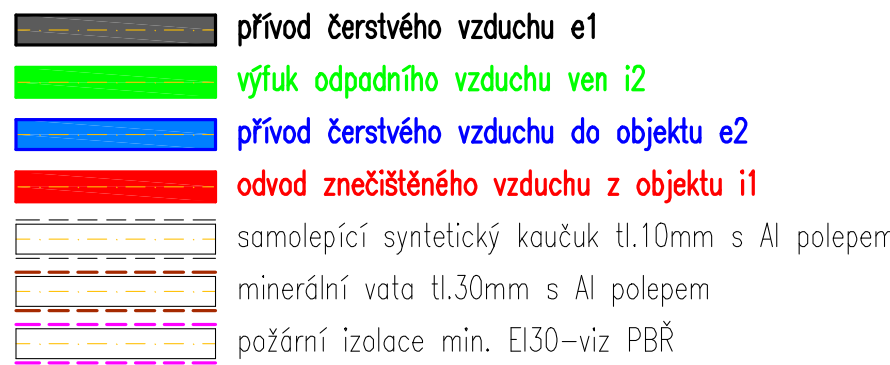 přívod čerstvého vzduchu e1
výfuk odpadního vzduchu ven i2
přívod čerstvého vzduchu do objektu e2
odvod znečištěného vzduchu z objektu i1
samolepící syntetický kaučuk tl.10mm s Al polepem
minerální vata tl.30mm s Al polepem
požární izolace min. EI30-viz PBŘ